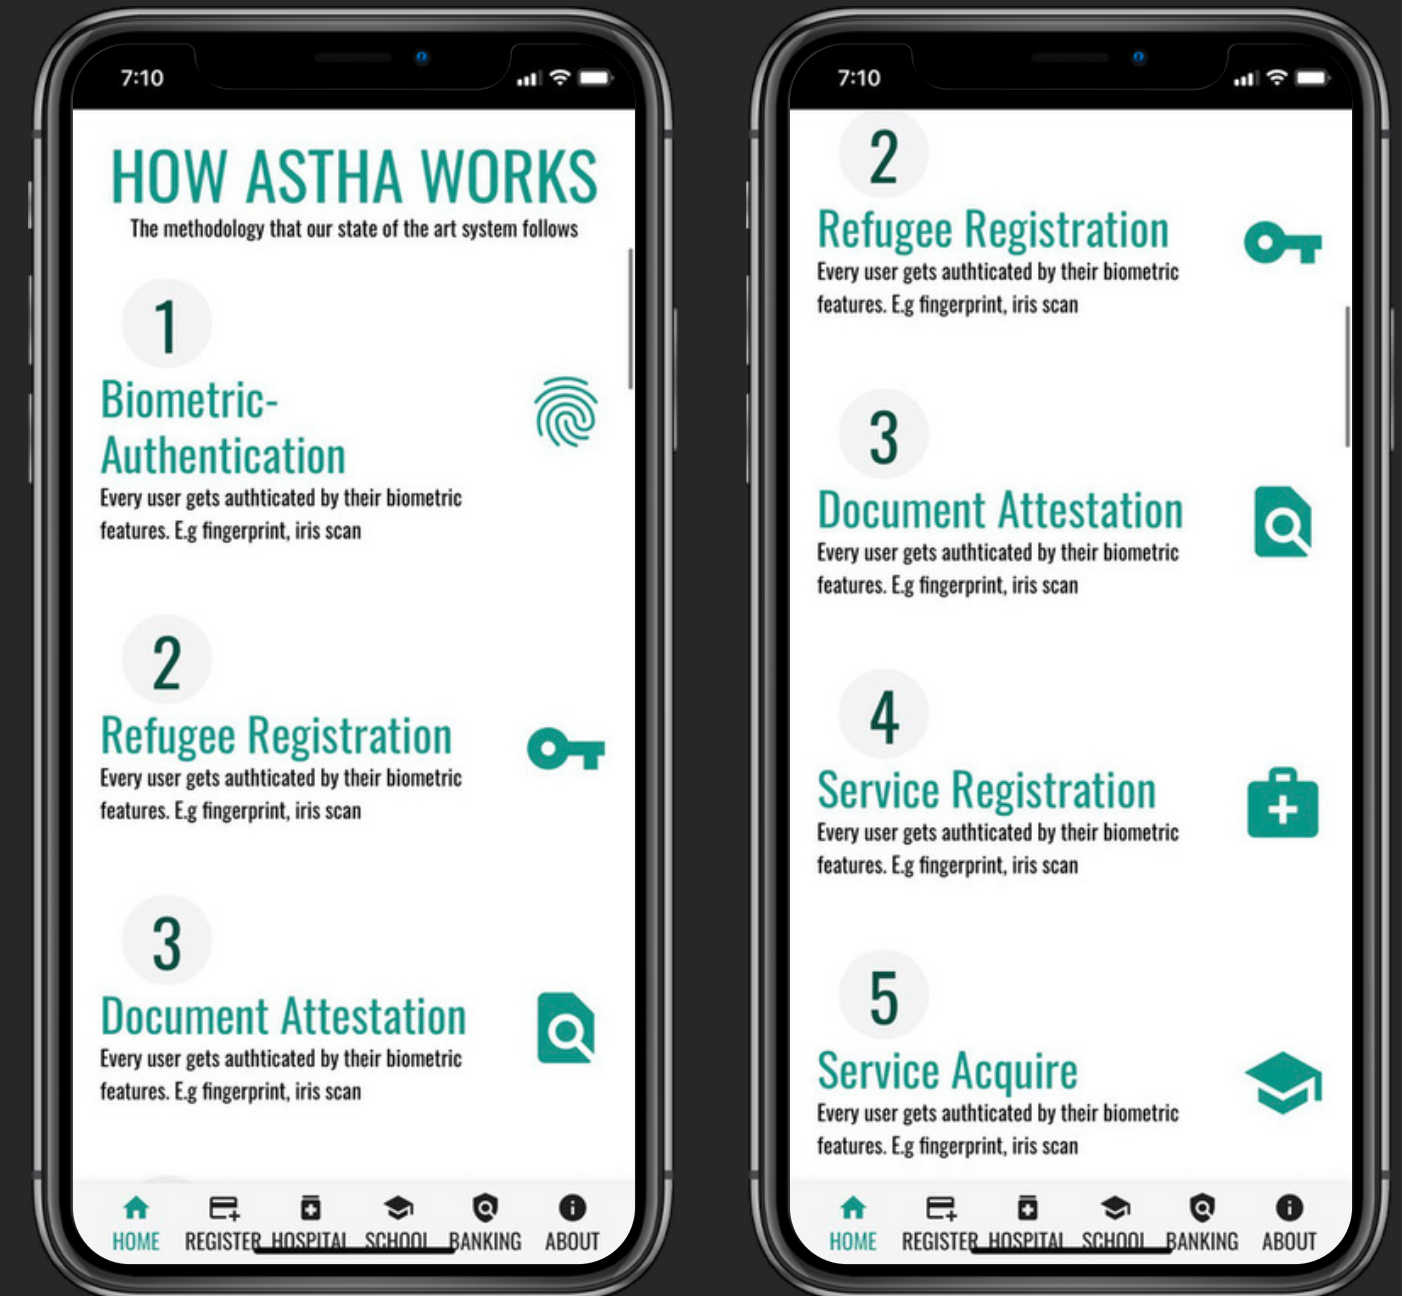 7:10
HOW ASTHA WORKS
The methodology that our state of the art system follows
1
Biometric-
Authentication
Every user gets authticated by their biometric
features. E.g fingerprint, iris scan
2
Refugee Registration
Every user gets authticated by their biometric
features. E.g fingerprint, iris scan
3
Document Attestation
Every user gets authticated by their biometric
features. E.g fingerprint, iris scan
HOME REGISTER HOSPITAL SCHOOL BANKING ABOUT
7:10
2
Refugee Registration
Every user gets authticated by their biometric
features. E.g fingerprint, iris scan
3
Document Attestation
Every user gets authticated by their biometric
features. E.g fingerprint, iris scan
4
Service Registration
Every user gets authticated by their biometric
features. E.g fingerprint, iris scan
5
Service Acquire
Every user gets authticated by their biometric
features. E.g fingerprint, iris scan
HOME REGISTER HOSPITAL SCHOOL BANKING ABOUT